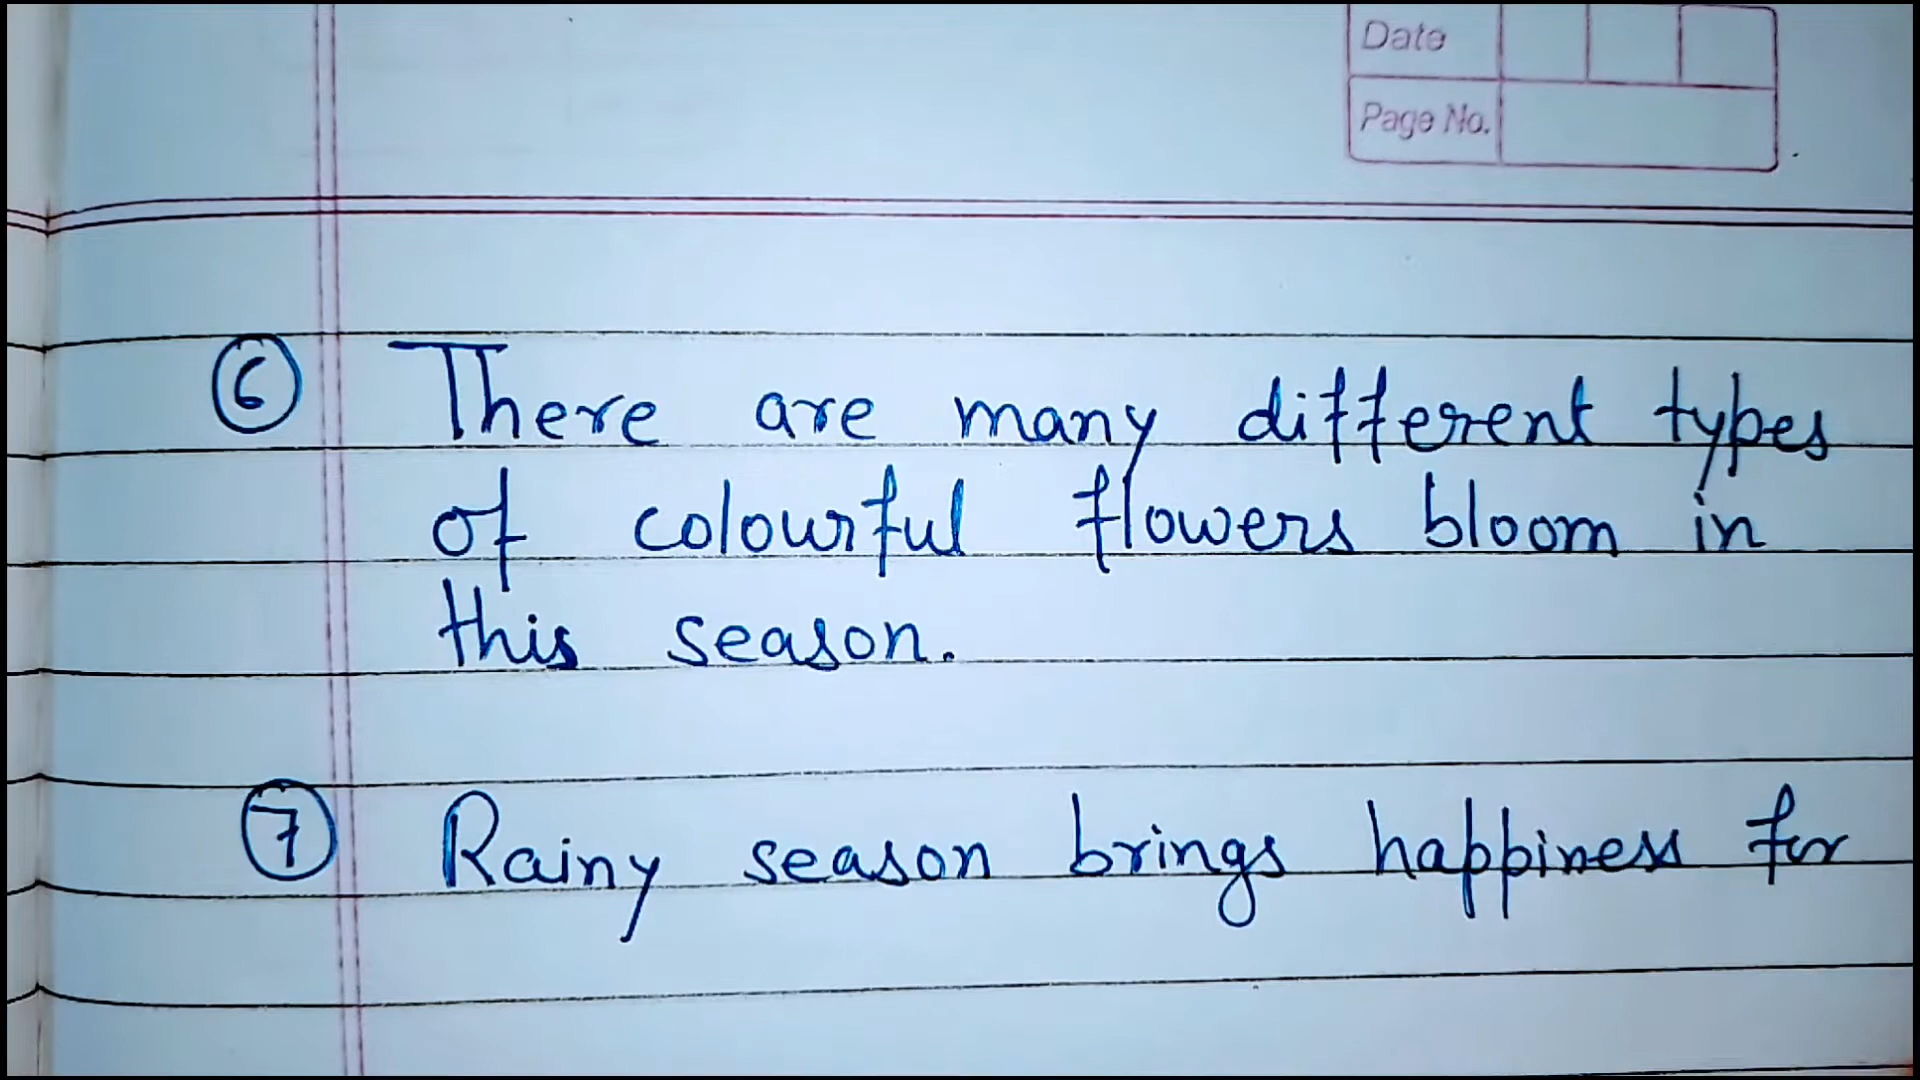 Date
Page No.
6 There are many different types
of colourful flowers bloom in
this season.
7 Rainy season brings happiness for